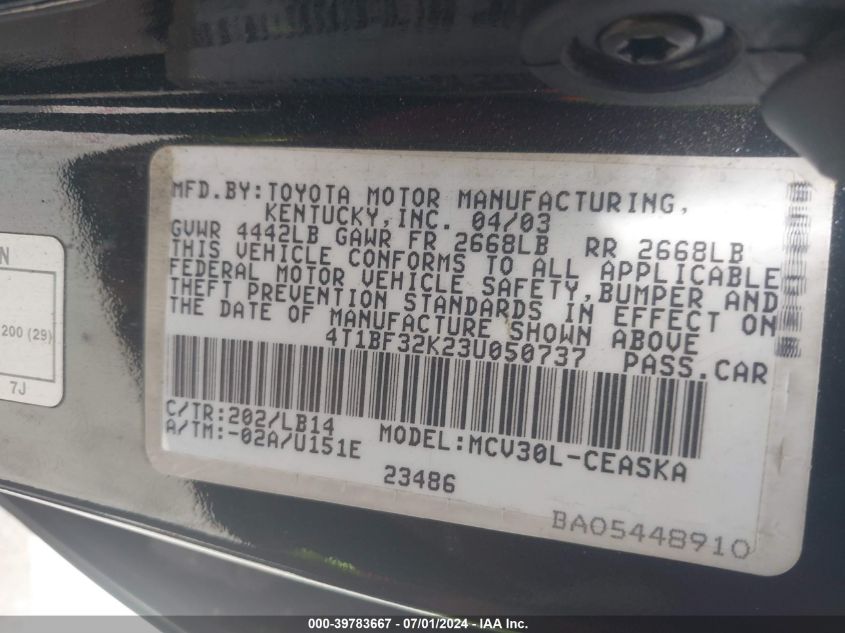 MFD.BY:TOYOTA MOTOR MANUFACTURING,
KENTUCKY,INC. 04/03
GVWR 4442LB GAWR FR 2668LB RR 2668LB
THIS VEHICLE CONFORMS TO ALL APPLICABLE
FEDERAL MOTOR VEHICLE SAFETY,BUMPER AND
THEFT PREVENTION STANDARDS IN EFFECT ON
THE DATE OF MANUFACTURE SHOWN ABOVE
4T1BF32K23U050737 PASS.CAR
C/TR:202/LB14
A/TM:-02A/U151E MODEL:MCV30L-CEASKA
23486
BA05448910
N
200 (29)
7J
000-39783667 - 07/01/2024 - IAA Inc.